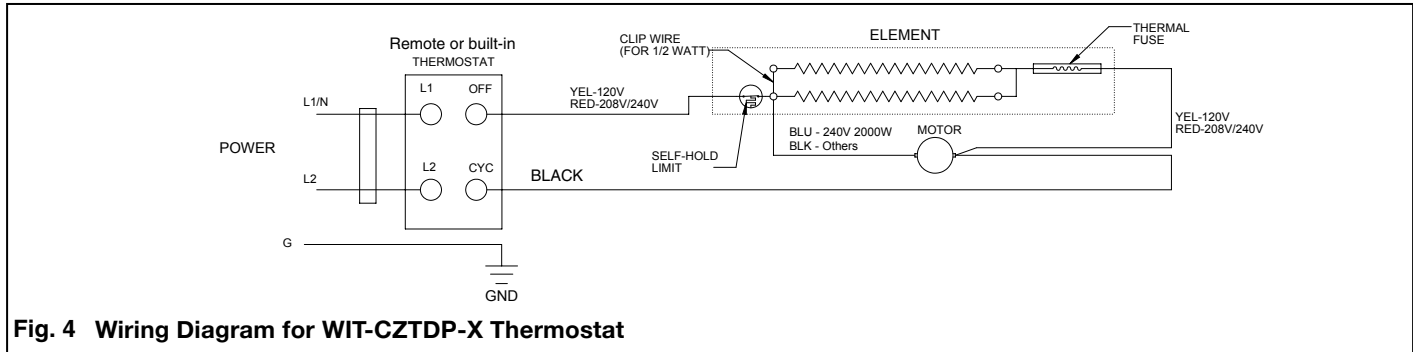 Remote or built-in
THERMOSTAT
L1
OFF
L2
CYC
L1/N
POWER
L2
G
GND
YEL-120V
RED-208V/240V
BLACK
CLIP WIRE
(FOR 1/2 WATT)
ELEMENT
THERMAL
FUSE
SELF-HOLD
LIMIT
BLU - 240V 2000W
BLK - Others
MOTOR
YEL-120V
RED-208V/240V
Fig. 4 Wiring Diagram for WIT-CZTDP-X Thermostat